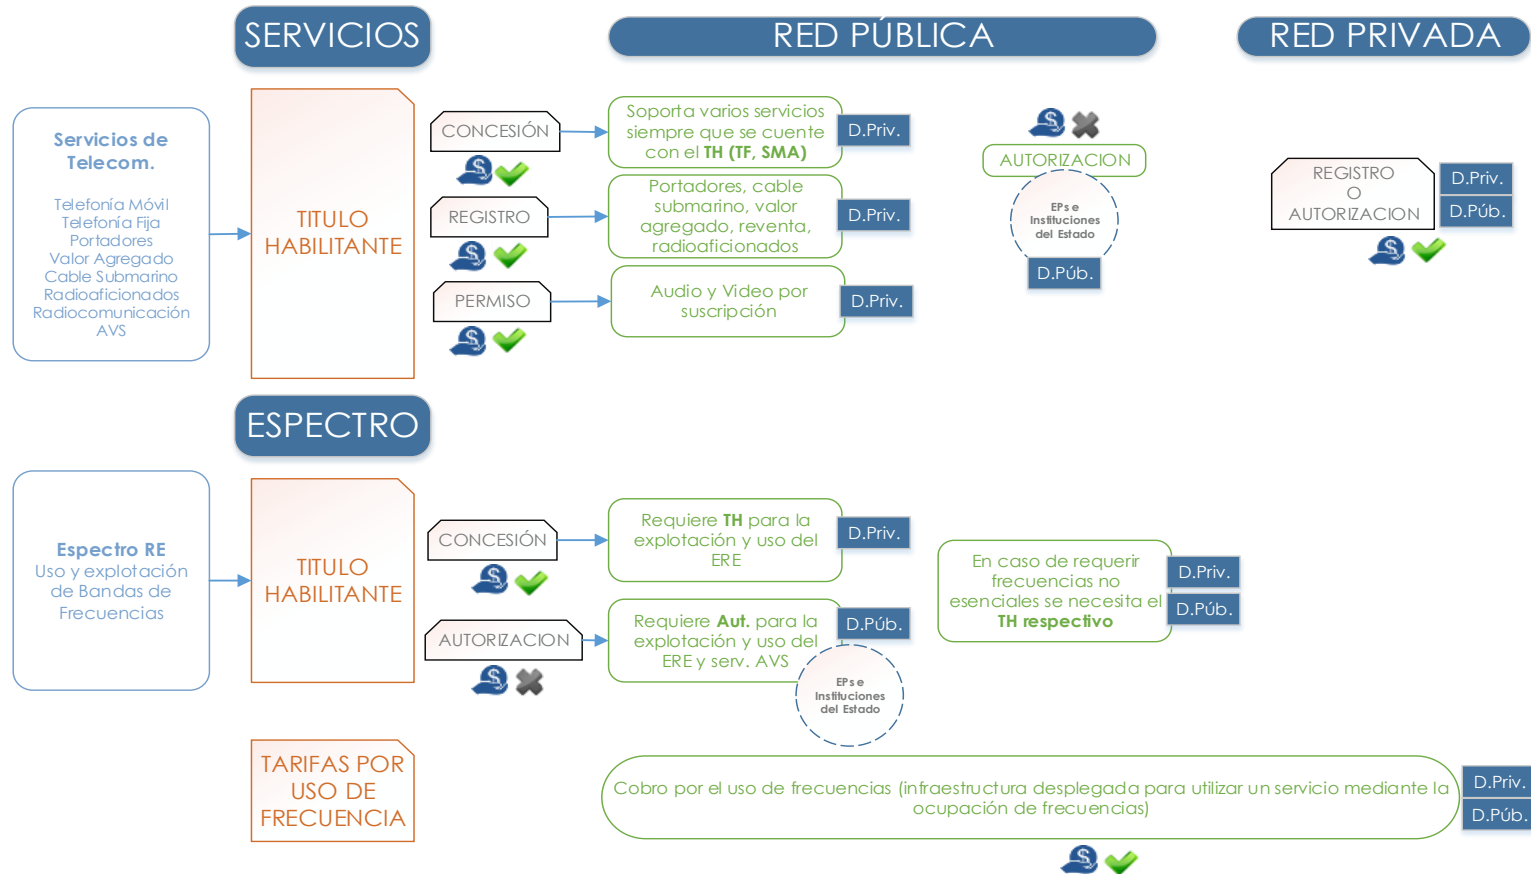 SERVICIOS
RED PÚBLICA
RED PRIVADA
Servicios de
Telecom.
Telefonía Móvil
Telefonía Fija
Portadores
Valor Agregado
Cable Submarino
Radioaficionados
Radiocomunicación
AVS
TITULO
HABILITANTE
CONCESIÓN
Soporta varios servicios
siempre que se cuente
con el TH (TF, SMA)
D.Priv.
REGISTRO
Portadores, cable
submarino, valor
agregado, reventa,
radioaficionados
D.Priv.
PERMISO
Audio y Video por
suscripción
D.Priv.
AUTORIZACION
EPs e
Instituciones
del Estado
D.Púb.
REGISTRO
O
AUTORIZACION
D.Priv.
D.Púb.
ESPECTRO
Espectro RE
Uso y explotación
de Bandas de
Frecuencias
TITULO
HABILITANTE
CONCESIÓN
Requiere TH para la
explotación y uso del
ERE
D.Priv.
AUTORIZACION
Requiere Aut. para la
explotación y uso del
ERE y serv. AVS
D.Púb.
EPs e
Instituciones
del Estado
En caso de requerir
frecuencias no
esenciales se necesita el
TH respectivo
D.Priv.
D.Púb.
TARIFAS POR
USO DE
FRECUENCIA
Cobro por el uso de frecuencias (infraestructura desplegada para utilizar un servicio mediante la
ocupación de frecuencias)
D.Priv.
D.Púb.